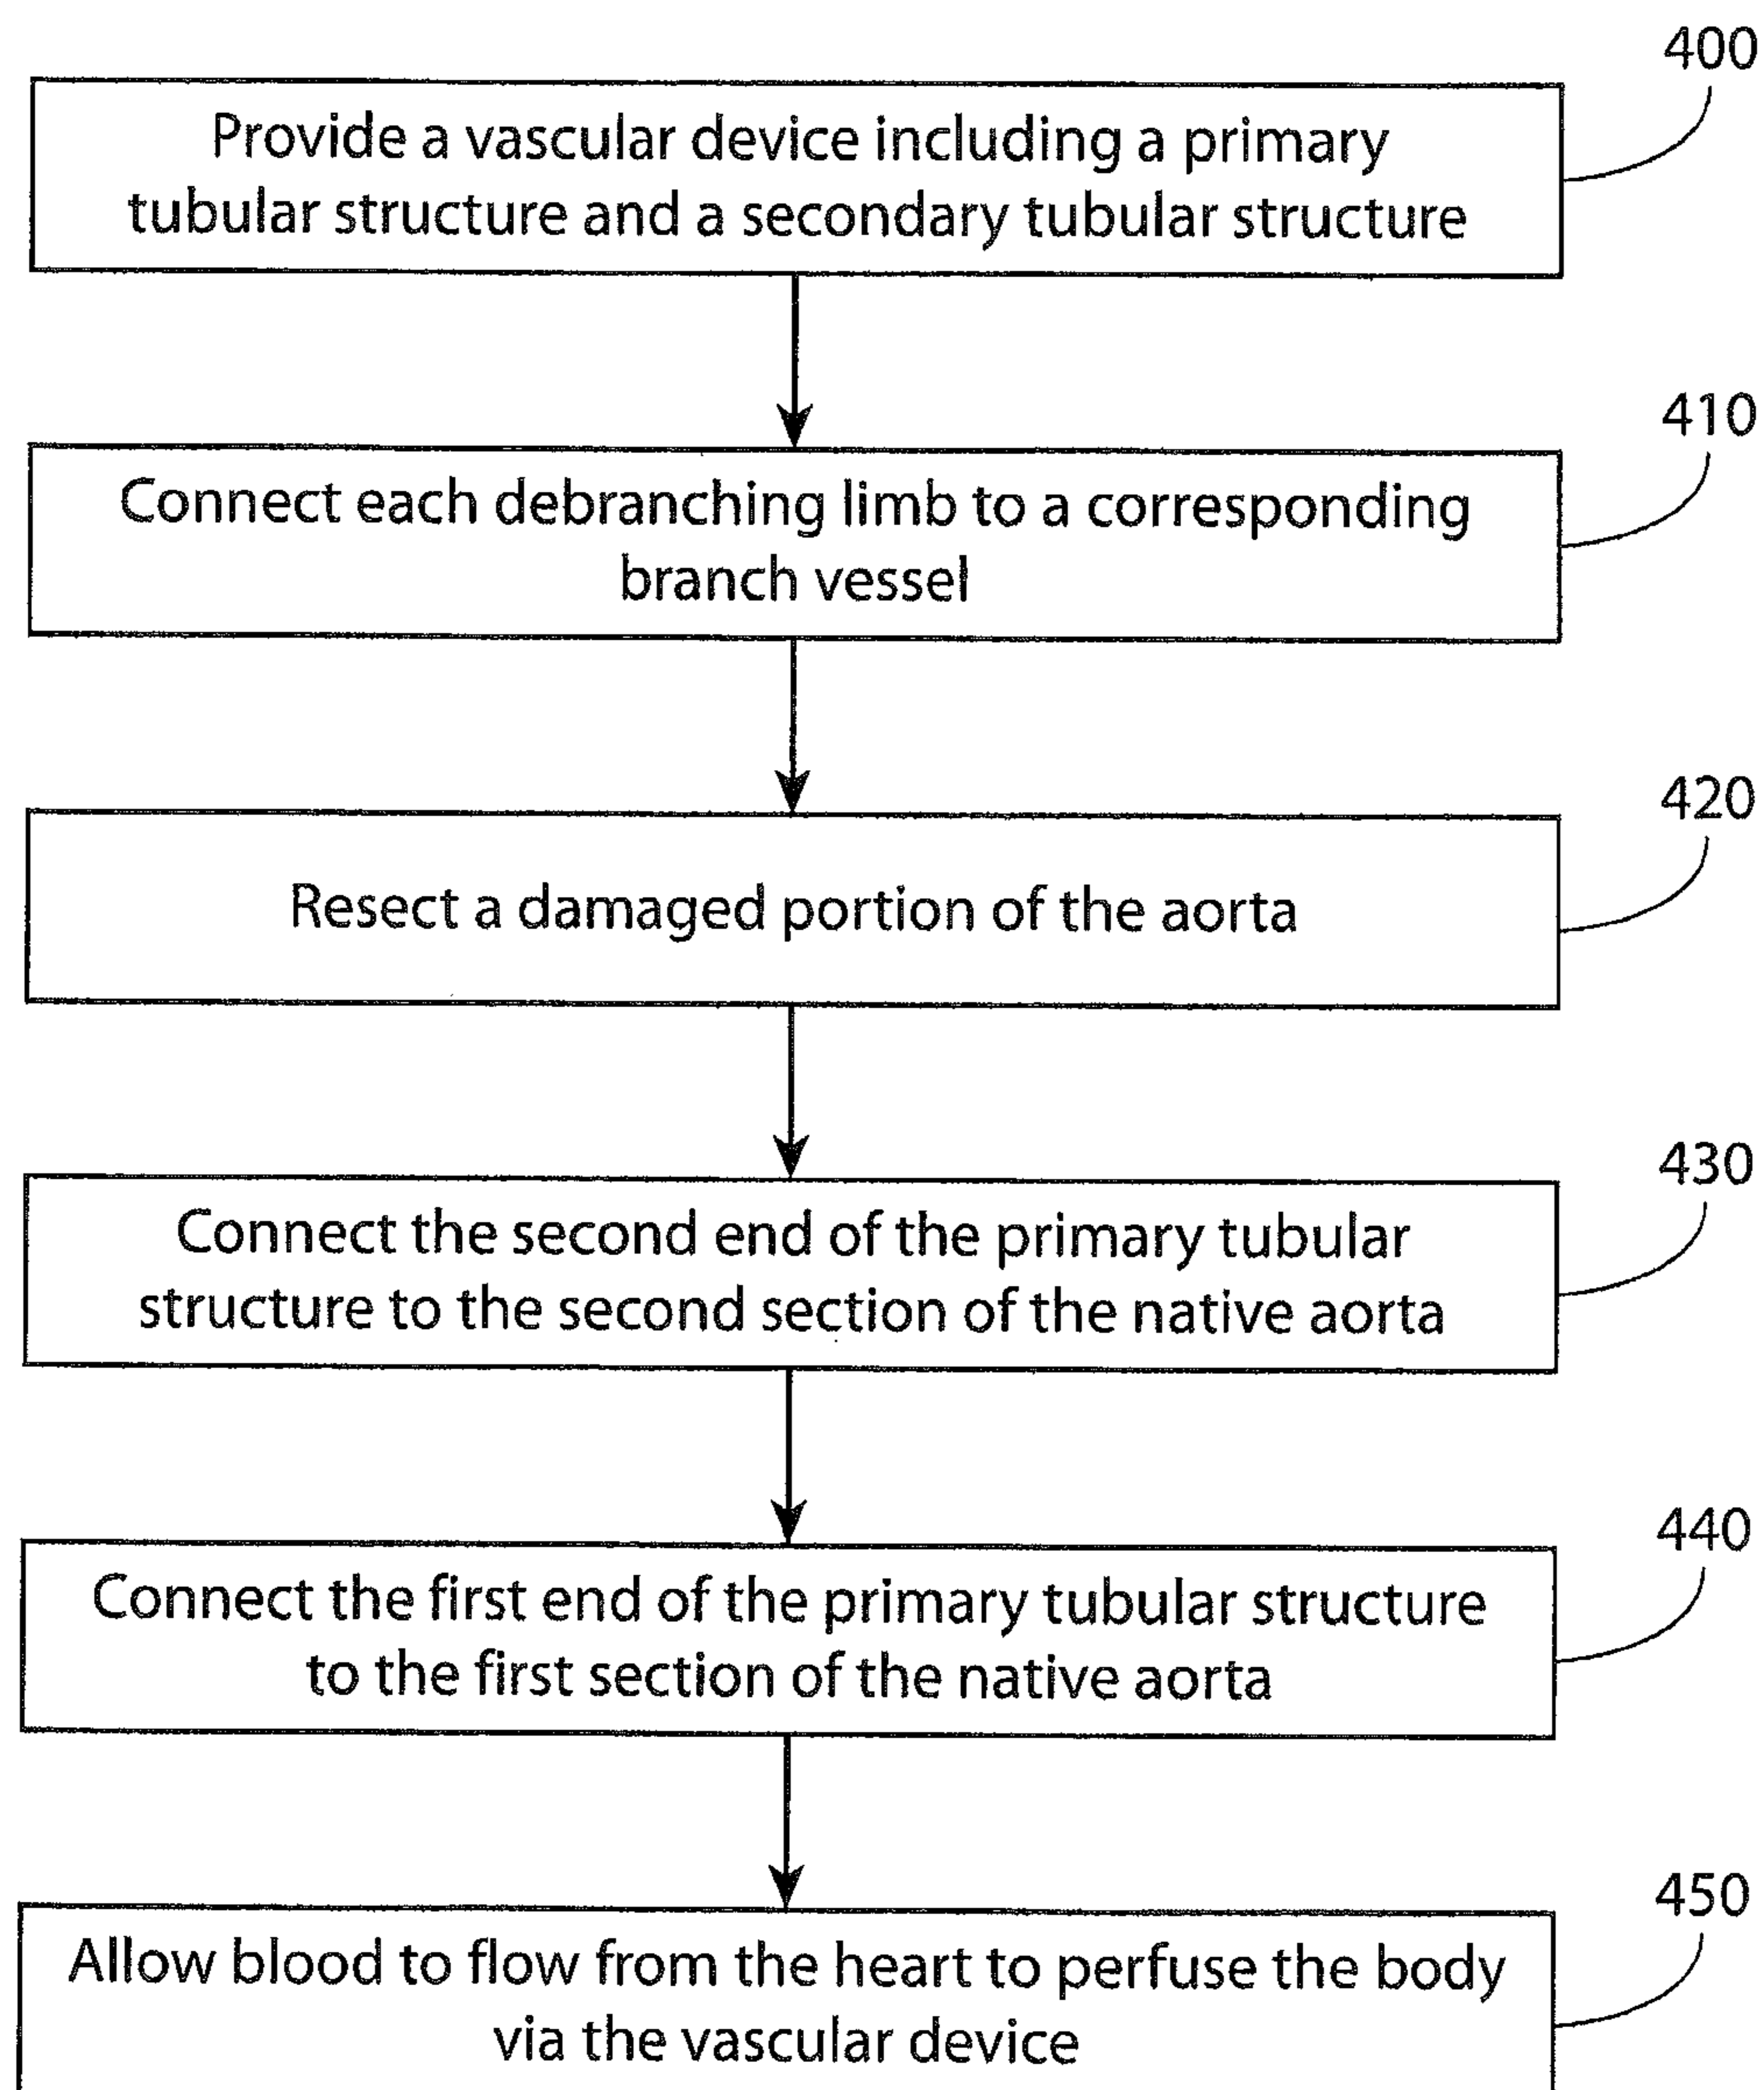 400
Provide a vascular device including a primary
tubular structure and a secondary tubular structure
410
Connect each debranching limb to a corresponding
branch vessel
420
Resect a damaged portion of the aorta
430
Connect the second end of the primary tubular
structure to the second section of the native aorta
440
Connect the first end of the primary tubular structure
to the first section of the native aorta
450
Allow blood to flow from the heart to perfuse the body
via the vascular device